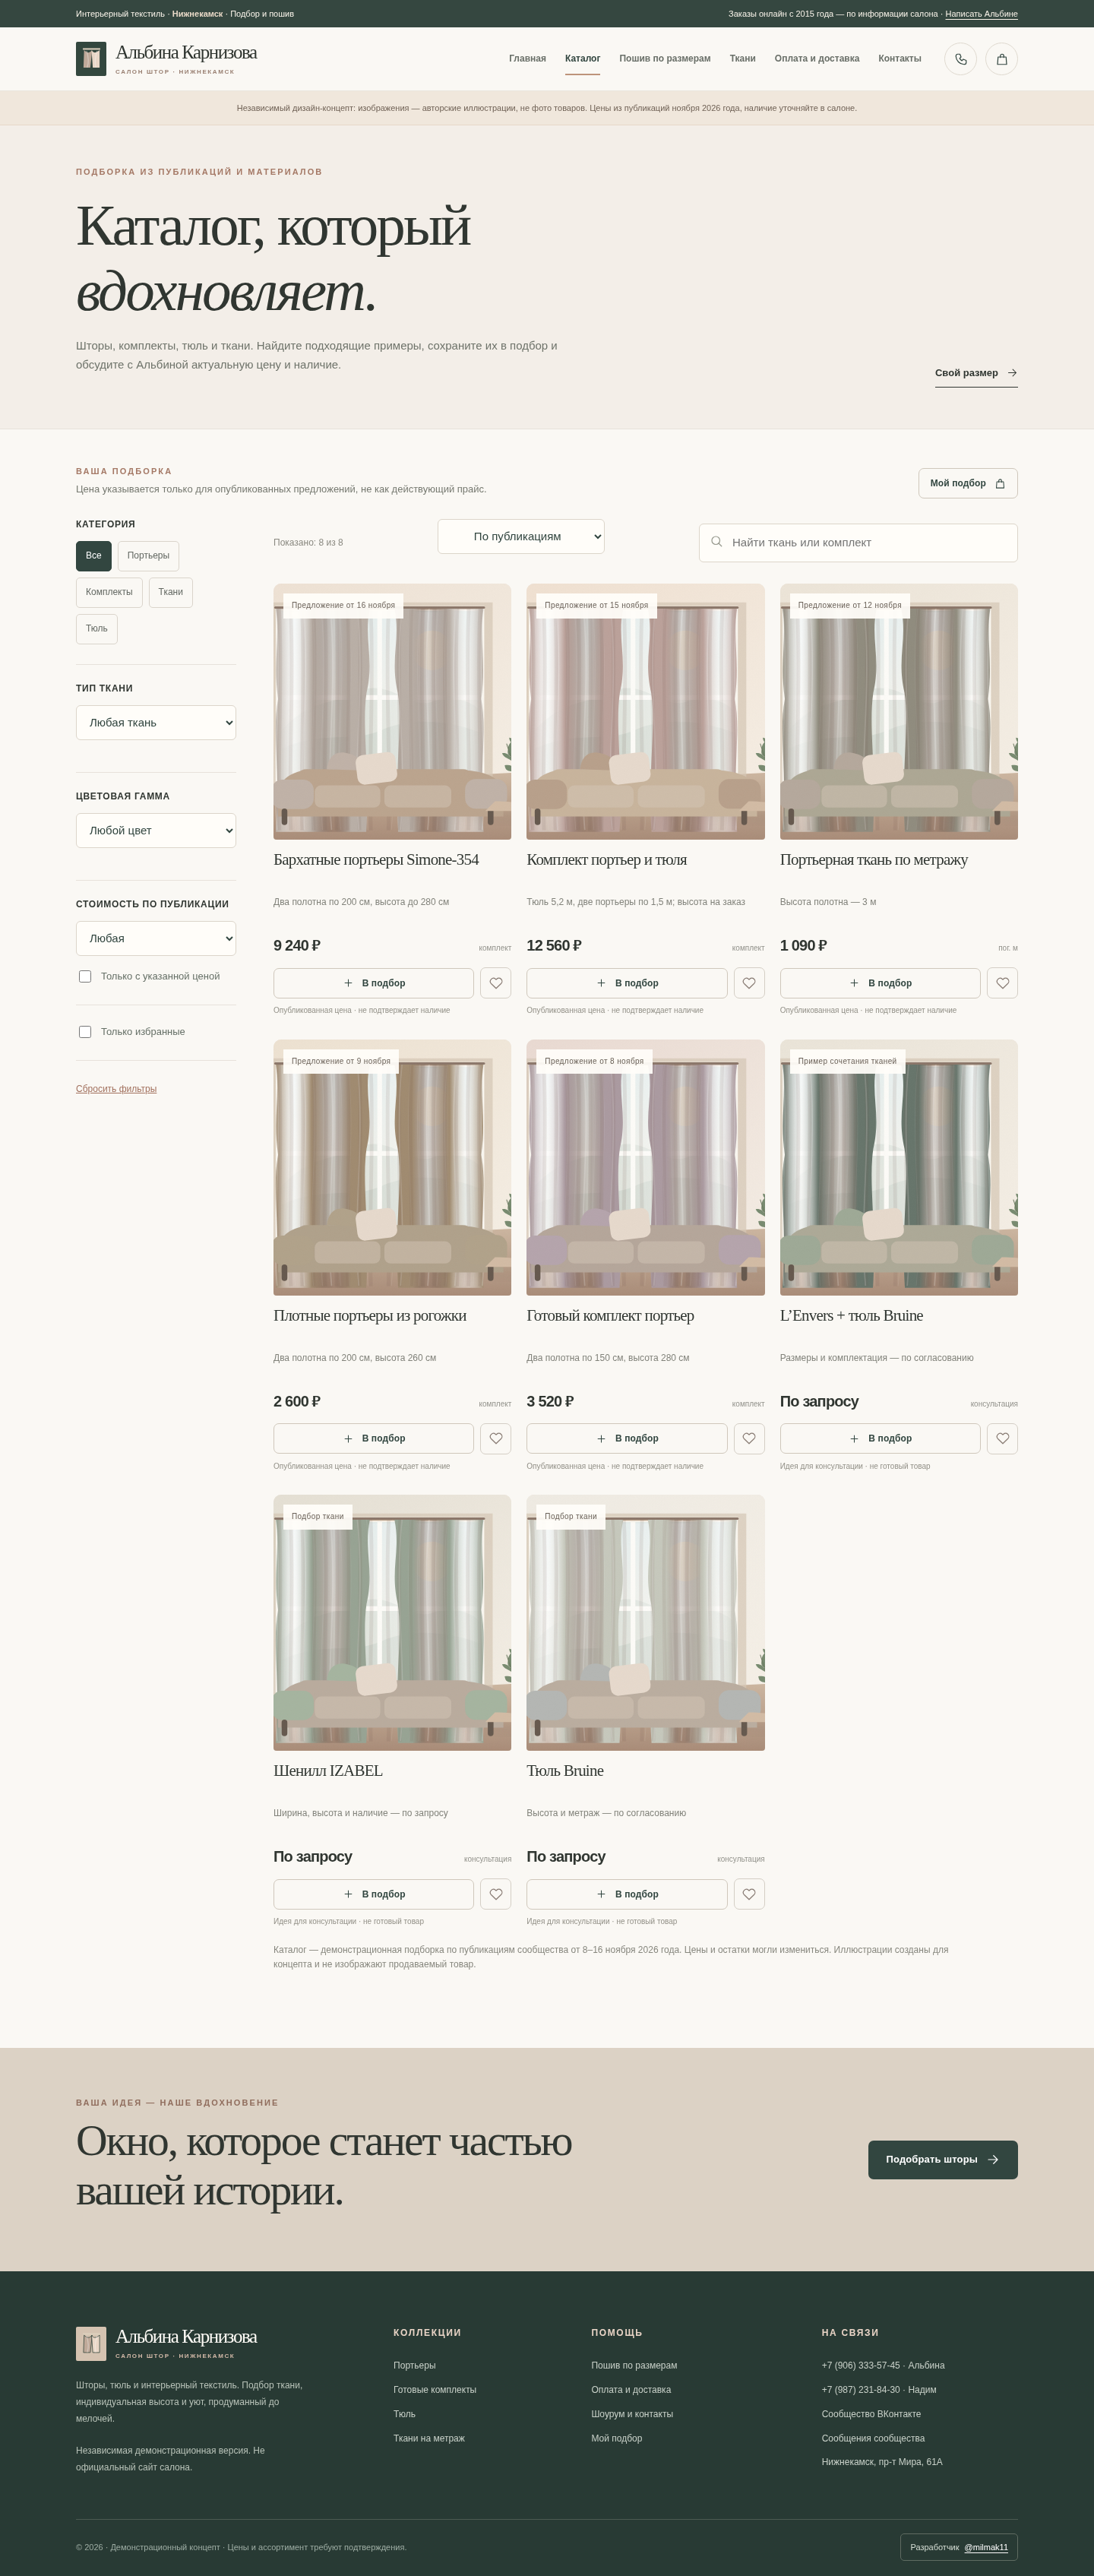 Интерьерный текстиль · Нижнекамск · Подбор и пошив
Заказы онлайн с 2015 года — по информации салона · Написать Альбине
Альбина Карнизова
САЛОН ШТОР · НИЖНЕКАМСК
Главная
Каталог
Пошив по размерам
Ткани
Оплата и доставка
Контакты
Независимый дизайн-концепт: изображения — авторские иллюстрации, не фото товаров. Цены из публикаций ноября 2026 года, наличие уточняйте в салоне.
ПОДБОРКА ИЗ ПУБЛИКАЦИЙ И МАТЕРИАЛОВ
Каталог, который
вдохновляет.
Шторы, комплекты, тюль и ткани. Найдите подходящие примеры, сохраните их в подбор и
обсудите с Альбиной актуальную цену и наличие.
Свой размер
ВАША ПОДБОРКА
Цена указывается только для опубликованных предложений, не как действующий прайс.
Мой подбор
КАТЕГОРИЯ
Все
Портьеры
Комплекты
Ткани
Тюль
ТИП ТКАНИ
Любая ткань
ЦВЕТОВАЯ ГАММА
Любой цвет
СТОИМОСТЬ ПО ПУБЛИКАЦИИ
Любая
Только с указанной ценой
Только избранные
Сбросить фильтры
Показано: 8 из 8
По публикациям
Найти ткань или комплект
Предложение от 16 ноября
Бархатные портьеры Simone-354
Два полотна по 200 см, высота до 280 см
9 240 ₽
комплект
В подбор
Опубликованная цена · не подтверждает наличие
Предложение от 15 ноября
Комплект портьер и тюля
Тюль 5,2 м, две портьеры по 1,5 м; высота на заказ
12 560 ₽
комплект
В подбор
Опубликованная цена · не подтверждает наличие
Предложение от 12 ноября
Портьерная ткань по метражу
Высота полотна — 3 м
1 090 ₽
пог. м
В подбор
Опубликованная цена · не подтверждает наличие
Предложение от 9 ноября
Плотные портьеры из рогожки
Два полотна по 200 см, высота 260 см
2 600 ₽
комплект
В подбор
Опубликованная цена · не подтверждает наличие
Предложение от 8 ноября
Готовый комплект портьер
Два полотна по 150 см, высота 280 см
3 520 ₽
комплект
В подбор
Опубликованная цена · не подтверждает наличие
Пример сочетания тканей
L’Envers + тюль Bruine
Размеры и комплектация — по согласованию
По запросу
консультация
В подбор
Идея для консультации · не готовый товар
Подбор ткани
Шенилл IZABEL
Ширина, высота и наличие — по запросу
По запросу
консультация
В подбор
Идея для консультации · не готовый товар
Подбор ткани
Тюль Bruine
Высота и метраж — по согласованию
По запросу
консультация
В подбор
Идея для консультации · не готовый товар
Каталог — демонстрационная подборка по публикациям сообщества от 8–16 ноября 2026 года. Цены и остатки могли измениться. Иллюстрации созданы для
концепта и не изображают продаваемый товар.
ВАША ИДЕЯ — НАШЕ ВДОХНОВЕНИЕ
Окно, которое станет частью
вашей истории.
Подобрать шторы
Альбина Карнизова
САЛОН ШТОР · НИЖНЕКАМСК
Шторы, тюль и интерьерный текстиль. Подбор ткани,
индивидуальная высота и уют, продуманный до
мелочей.
Независимая демонстрационная версия. Не
официальный сайт салона.
КОЛЛЕКЦИИ
Портьеры
Готовые комплекты
Тюль
Ткани на метраж
ПОМОЩЬ
Пошив по размерам
Оплата и доставка
Шоурум и контакты
Мой подбор
НА СВЯЗИ
+7 (906) 333-57-45 · Альбина
+7 (987) 231-84-30 · Надим
Сообщество ВКонтакте
Сообщения сообщества
Нижнекамск, пр-т Мира, 61А
© 2026 · Демонстрационный концепт · Цены и ассортимент требуют подтверждения.
Разработчик @milmak11